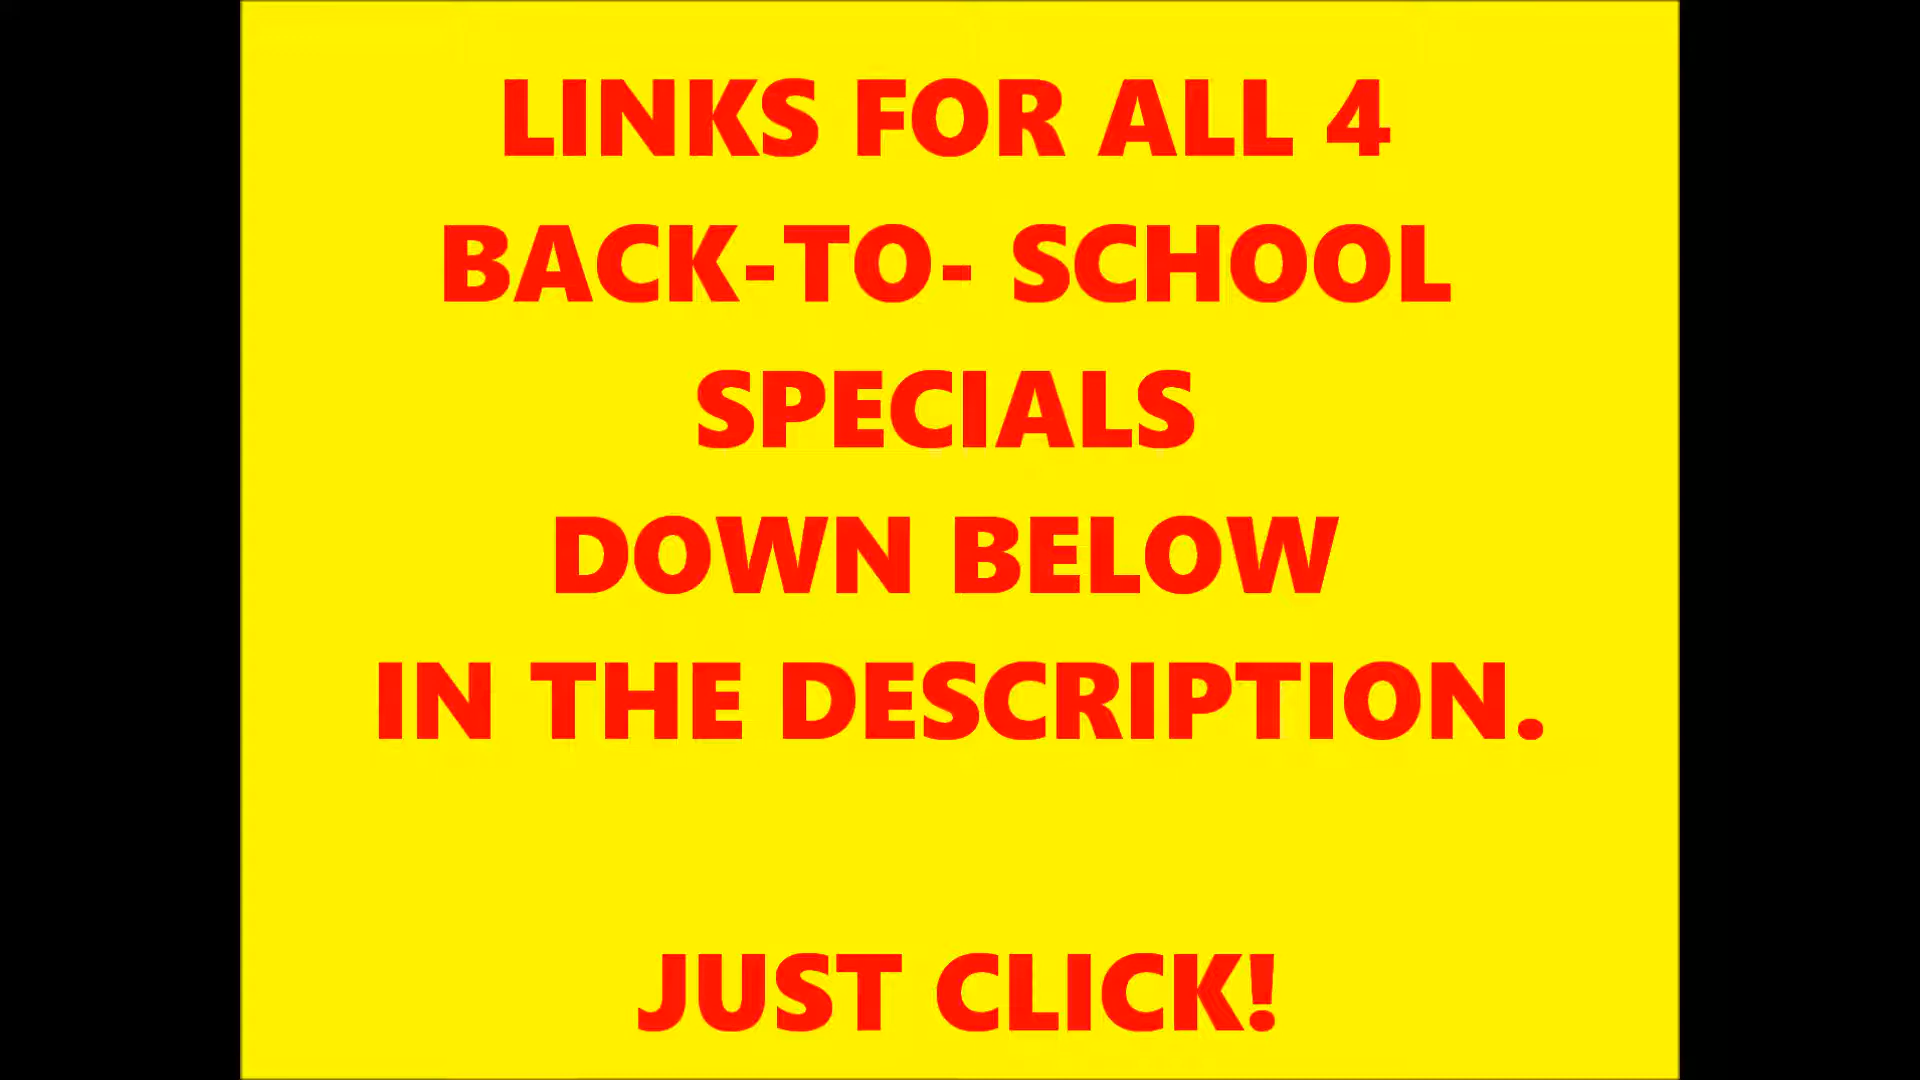 LINKS FOR ALL 4
BACK-TO- SCHOOL
SPECIALS
DOWN BELOW
IN THE DESCRIPTION.
JUST CLICK!